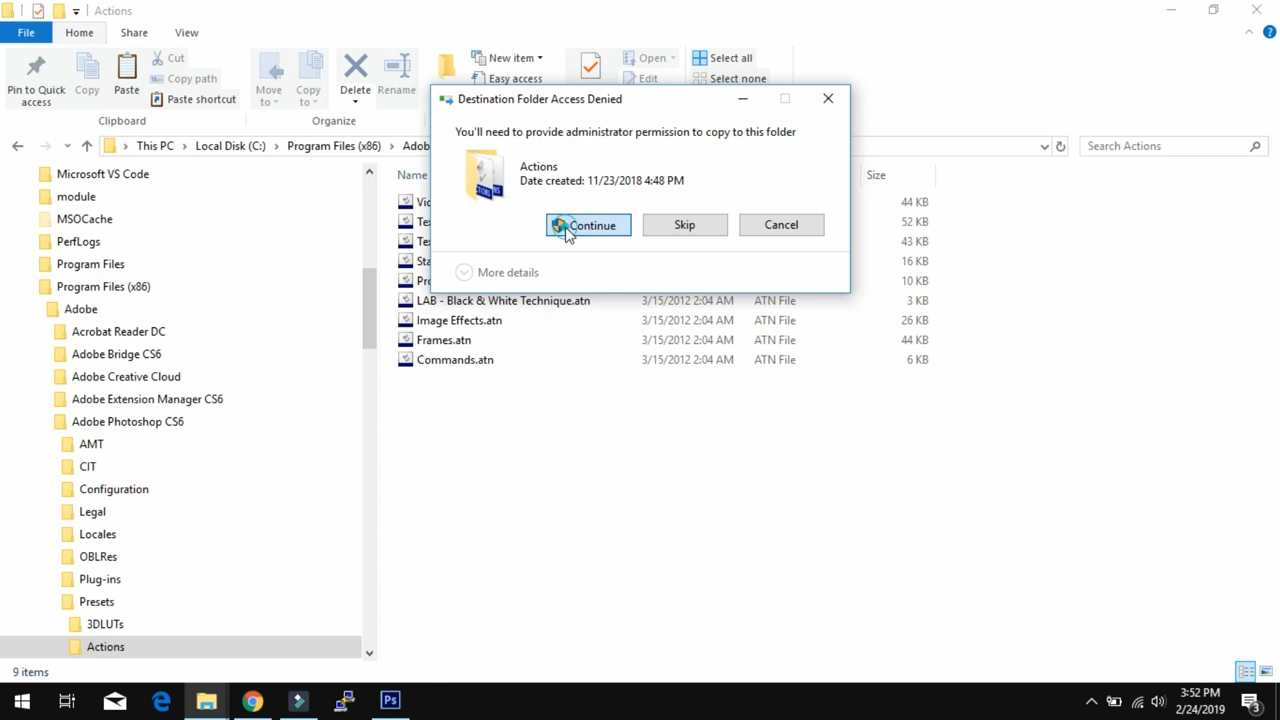 Actions
File
Home
Share
View
Pin to Quick access
Copy
Paste
Cut
Copy path
Paste shortcut
Clipboard
Move to
Copy to
Delete
Rename
Organize
New item
Easy access
Open
Edit
Select all
Select none
This PC
Local Disk (C:)
Program Files (x86)
Adob
Search Actions
Microsoft VS Code
module
MSOCache
PerfLogs
Program Files
Program Files (x86)
Adobe
Acrobat Reader DC
Adobe Bridge CS6
Adobe Creative Cloud
Adobe Extension Manager CS6
Adobe Photoshop CS6
AMT
CIT
Configuration
Legal
Locales
OBLRes
Plug-ins
Presets
3DLUTs
Actions
Name
Size
44 KB
52 KB
43 KB
16 KB
10 KB
LAB - Black & White Technique.atn 3/15/2012 2:04 AM ATN File 3 KB
Image Effects.atn 3/15/2012 2:04 AM ATN File 26 KB
Frames.atn 3/15/2012 2:04 AM ATN File 44 KB
Commands.atn 3/15/2012 2:04 AM ATN File 6 KB
Destination Folder Access Denied
You'll need to provide administrator permission to copy to this folder
Actions
Date created: 11/23/2018 4:48 PM
Continue
Skip
Cancel
More details
9 items
Ps
3:52 PM
2/24/2019
3